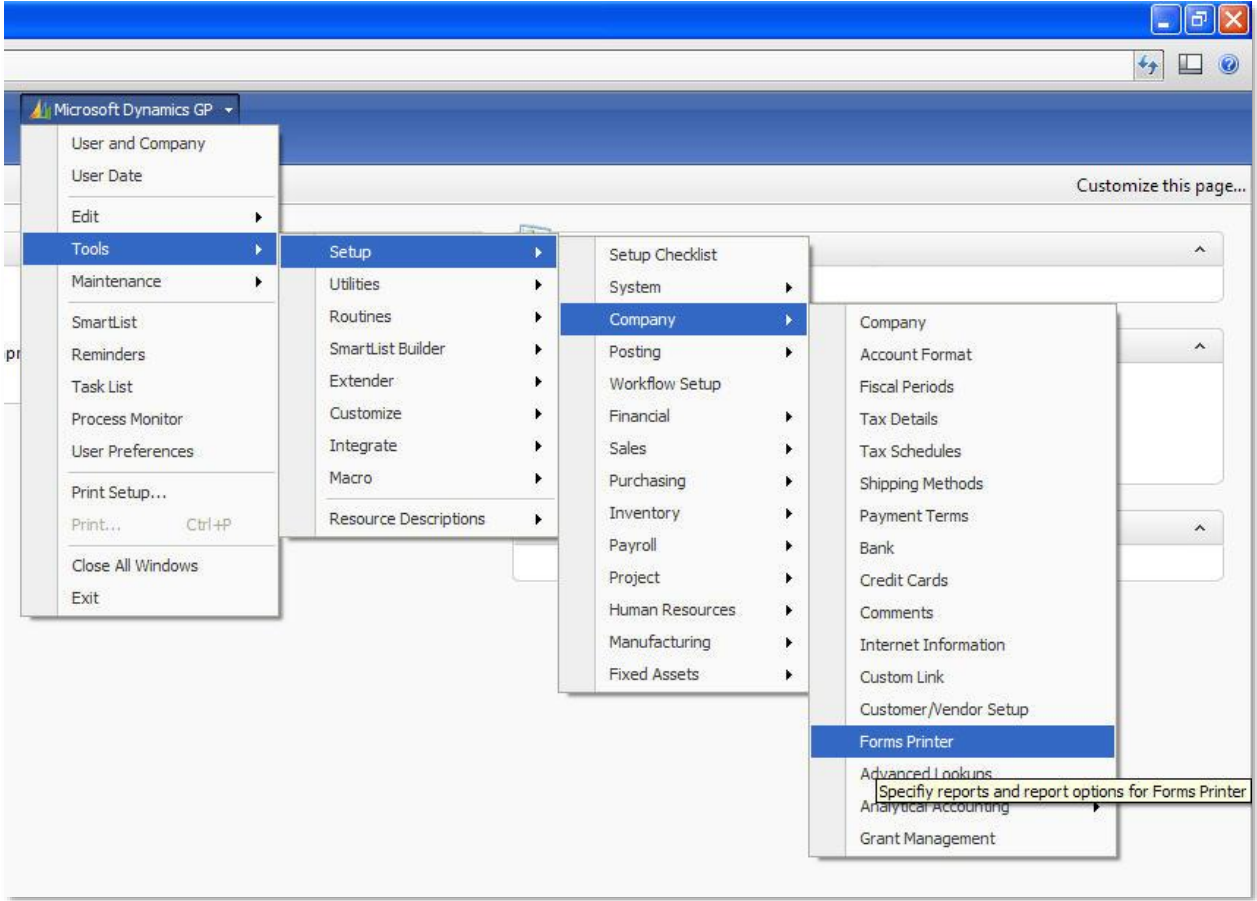 Microsoft Dynamics GP
Customize this page...
User and Company
User Date
Edit
Tools
Maintenance
SmartList
Reminders
Task List
Process Monitor
User Preferences
Print Setup...
Print... Ctrl+P
Close All Windows
Exit
pr
Setup
Utilities
Routines
SmartList Builder
Extender
Customize
Integrate
Macro
Resource Descriptions
Setup Checklist
System
Company
Posting
Workflow Setup
Financial
Sales
Purchasing
Inventory
Payroll
Project
Human Resources
Manufacturing
Fixed Assets
Company
Account Format
Fiscal Periods
Tax Details
Tax Schedules
Shipping Methods
Payment Terms
Bank
Credit Cards
Comments
Internet Information
Custom Link
Customer/Vendor Setup
Forms Printer
Advanced Lookups
Specifiy reports and report options for Forms Printer
Analytical Accounting
Grant Management